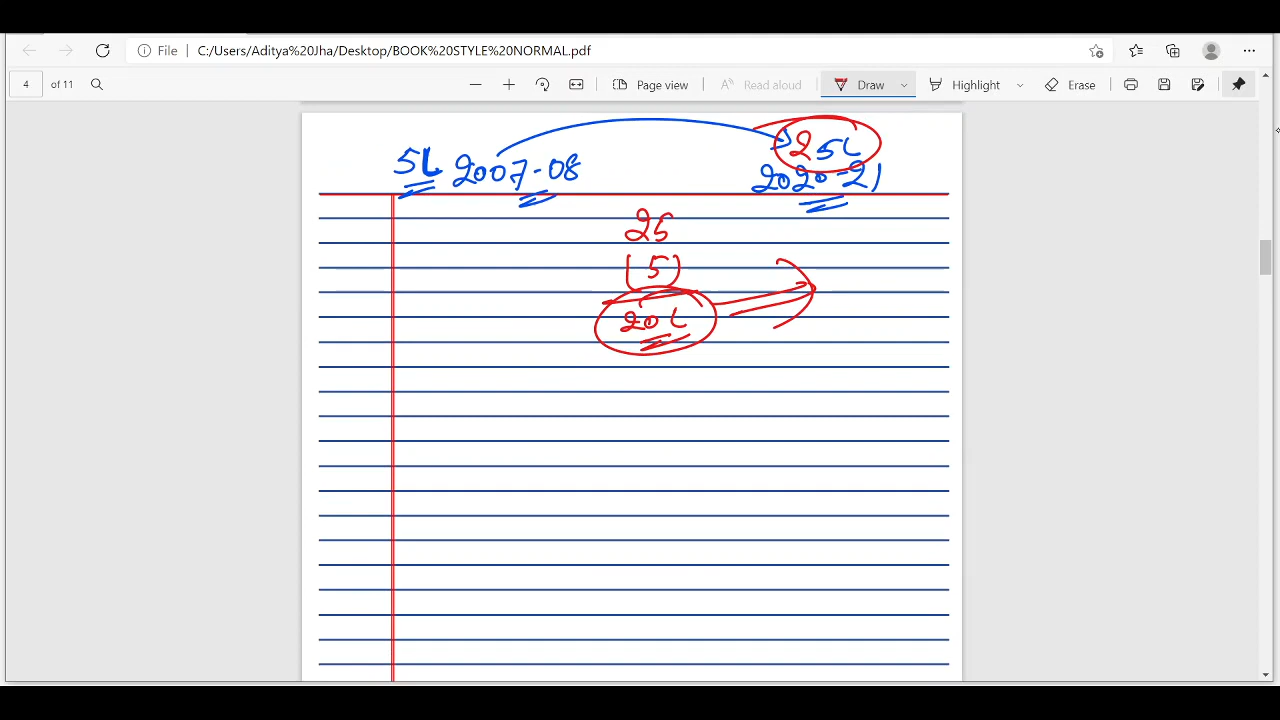 File C:/Users/Aditya%20Jha/Desktop/BOOK%20STYLE%20NORMAL.pdf
4 of 11 Page view Read aloud Draw Highlight Erase
25L
5L 2007-08 2020-21
25
(5)
20L